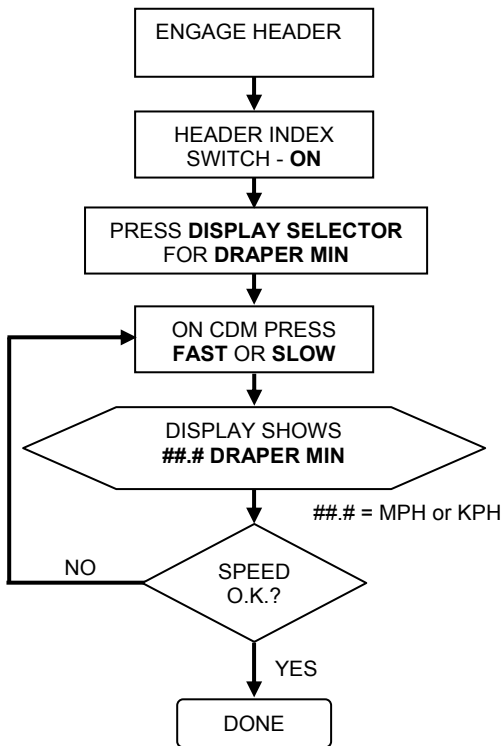 ENGAGE HEADER
HEADER INDEX
SWITCH - ON
PRESS DISPLAY SELECTOR
FOR DRAPER MIN
ON CDM PRESS
FAST OR SLOW
DISPLAY SHOWS
##.# DRAPER MIN
##.# = MPH or KPH
NO
SPEED
O.K.?
YES
DONE